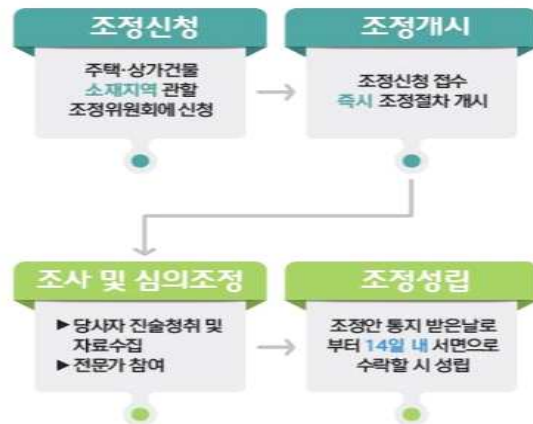 조정신청
주택·상가건물
소재지역 관할
조정위원회에 신청
조정개시
조정신청 접수
즉시 조정절차 개시
조사 및 심의조정
▶당사자 진술청취 및
자료수집
▶전문가 참여
조정성립
조정안 통지 받은날로
부터 14일 내 서면으로
수락할 시 성립